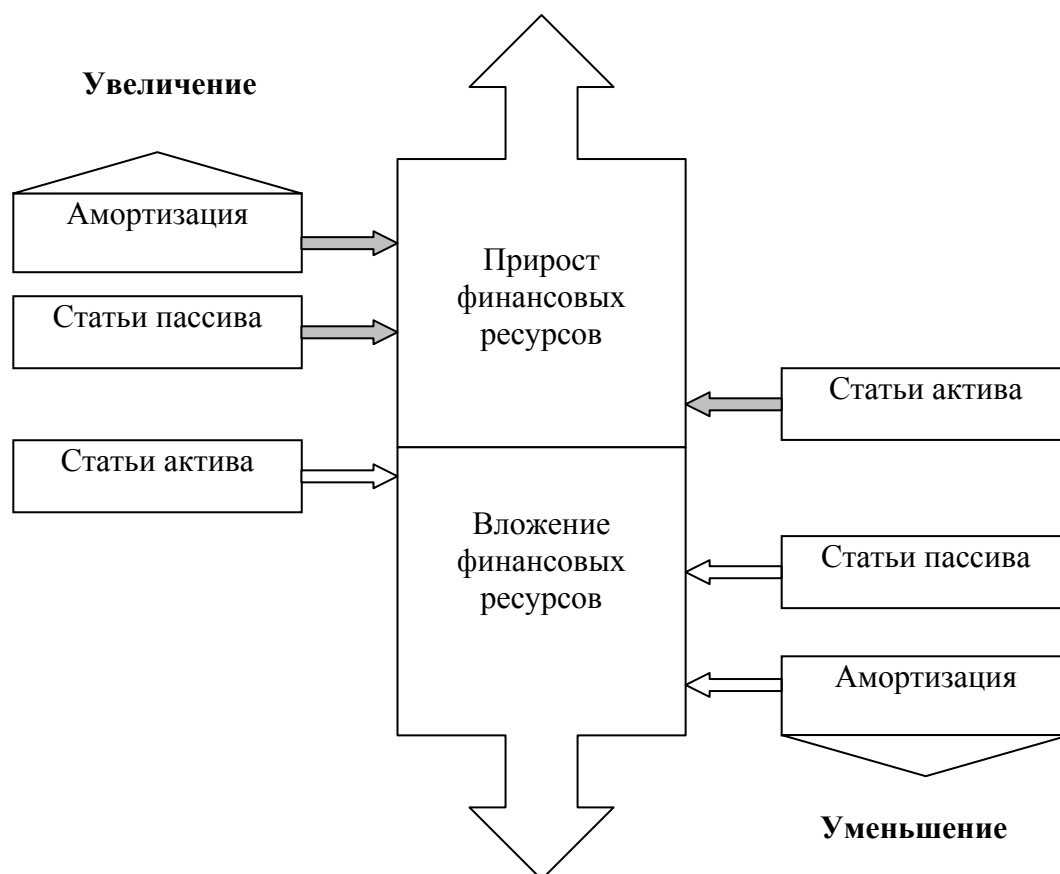 Увеличение
Амортизация
Статьи пассива
Статьи актива
Прирост
финансовых
ресурсов
Вложение
финансовых
ресурсов
Статьи актива
Статьи пассива
Амортизация
Уменьшение